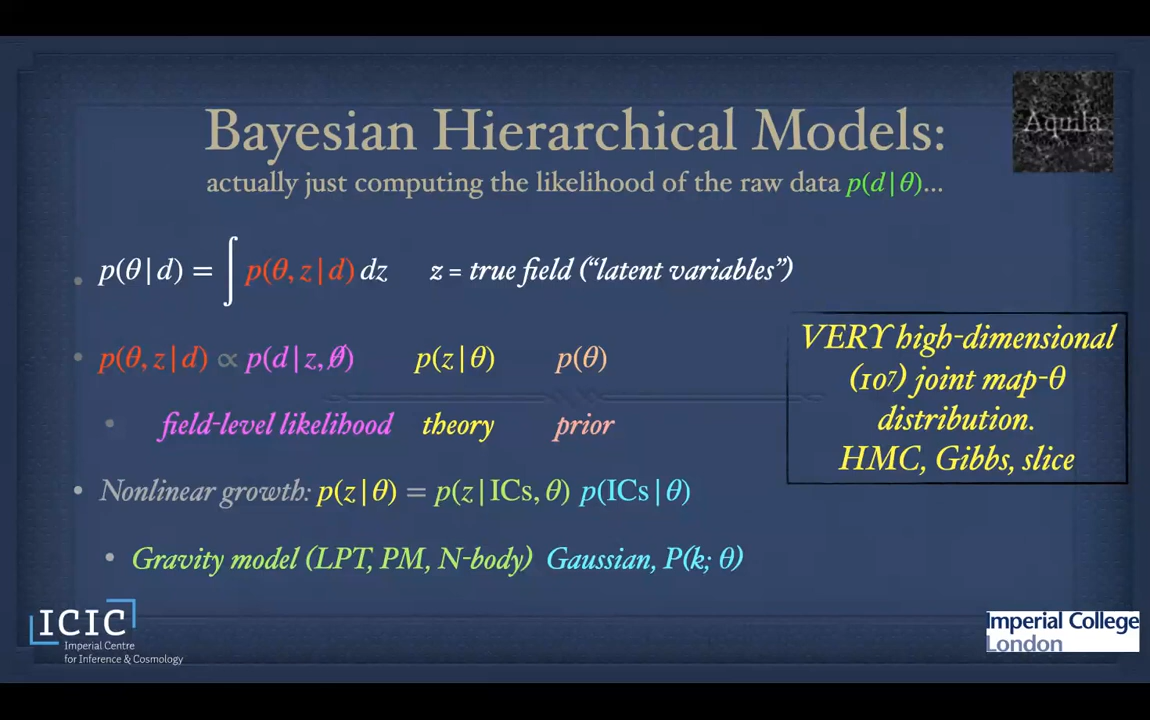 Bayesian Hierarchical Models:
Aquila
actually just computing the likelihood of the raw data p(d|θ)...
• p(θ|d) = ∫ p(θ, z|d) dz z = true field (“latent variables”)
• p(θ, z|d) ∝ p(d|z, θ̸) p(z|θ) p(θ)
• field-level likelihood theory prior
VERY high-dimensional
(10⁷) joint map-θ
distribution.
HMC, Gibbs, slice
• Nonlinear growth: p(z|θ) = p(z|ICs, θ) p(ICs|θ)
• Gravity model (LPT, PM, N-body) Gaussian, P(k; θ)
ICIC
Imperial Centre
for Inference & Cosmology
Imperial College
London